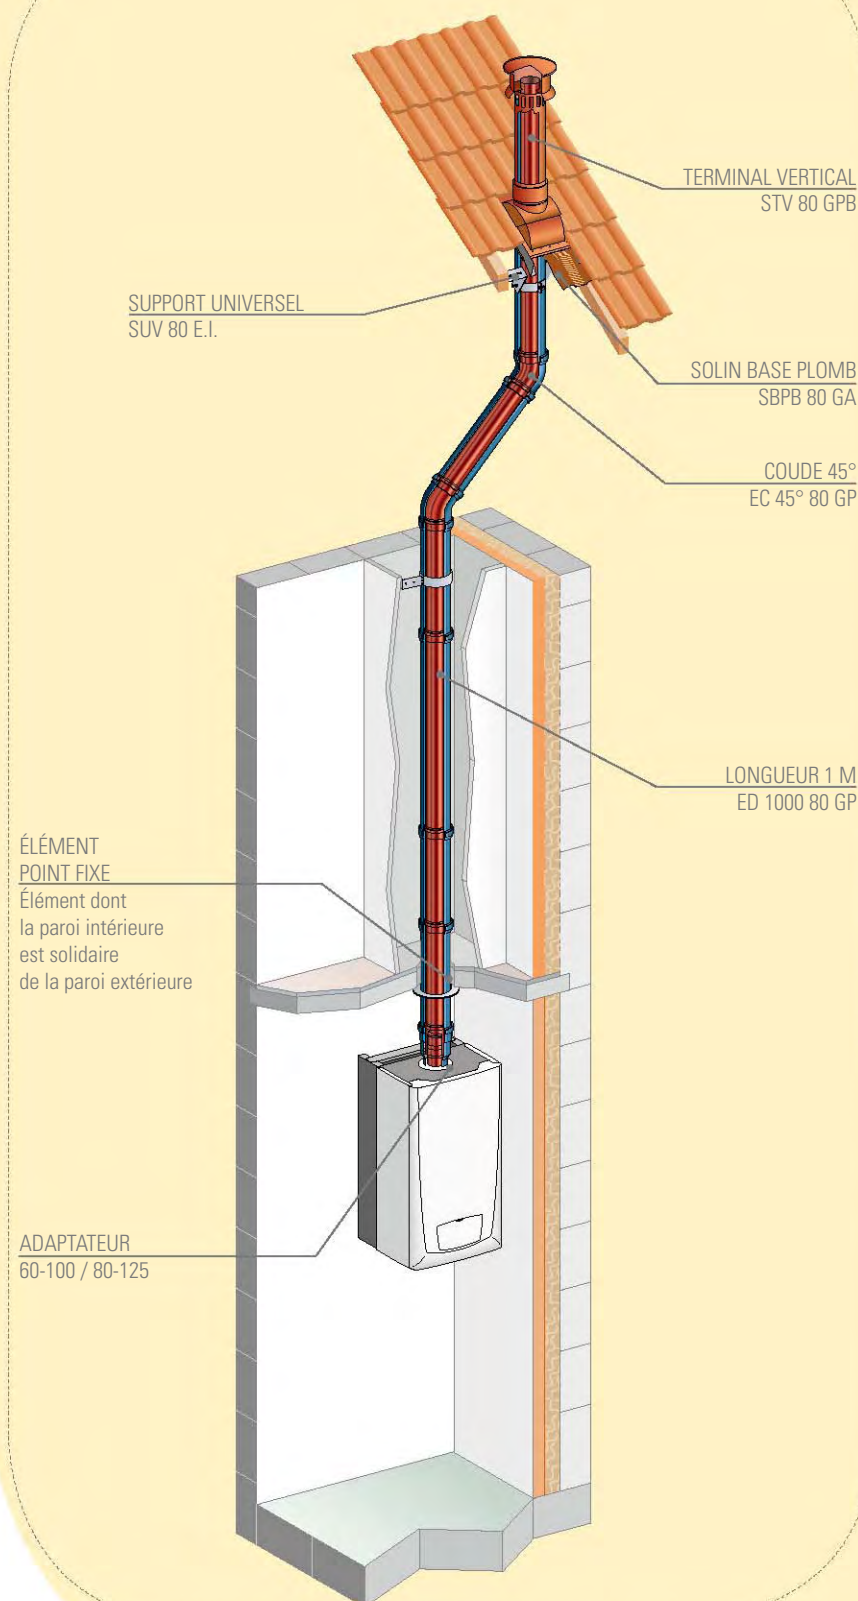 TERMINAL VERTICAL
STV 80 GPB
SUPPORT UNIVERSEL
SUV 80 E.I.
SOLIN BASE PLOMB
SBPB 80 GA
COUDE 45°
EC 45° 80 GP
LONGUEUR 1 M
ED 1000 80 GP
ÉLÉMENT
POINT FIXE
Élément dont
la paroi intérieure
est solidaire
de la paroi extérieure
ADAPTATEUR
60-100 / 80-125